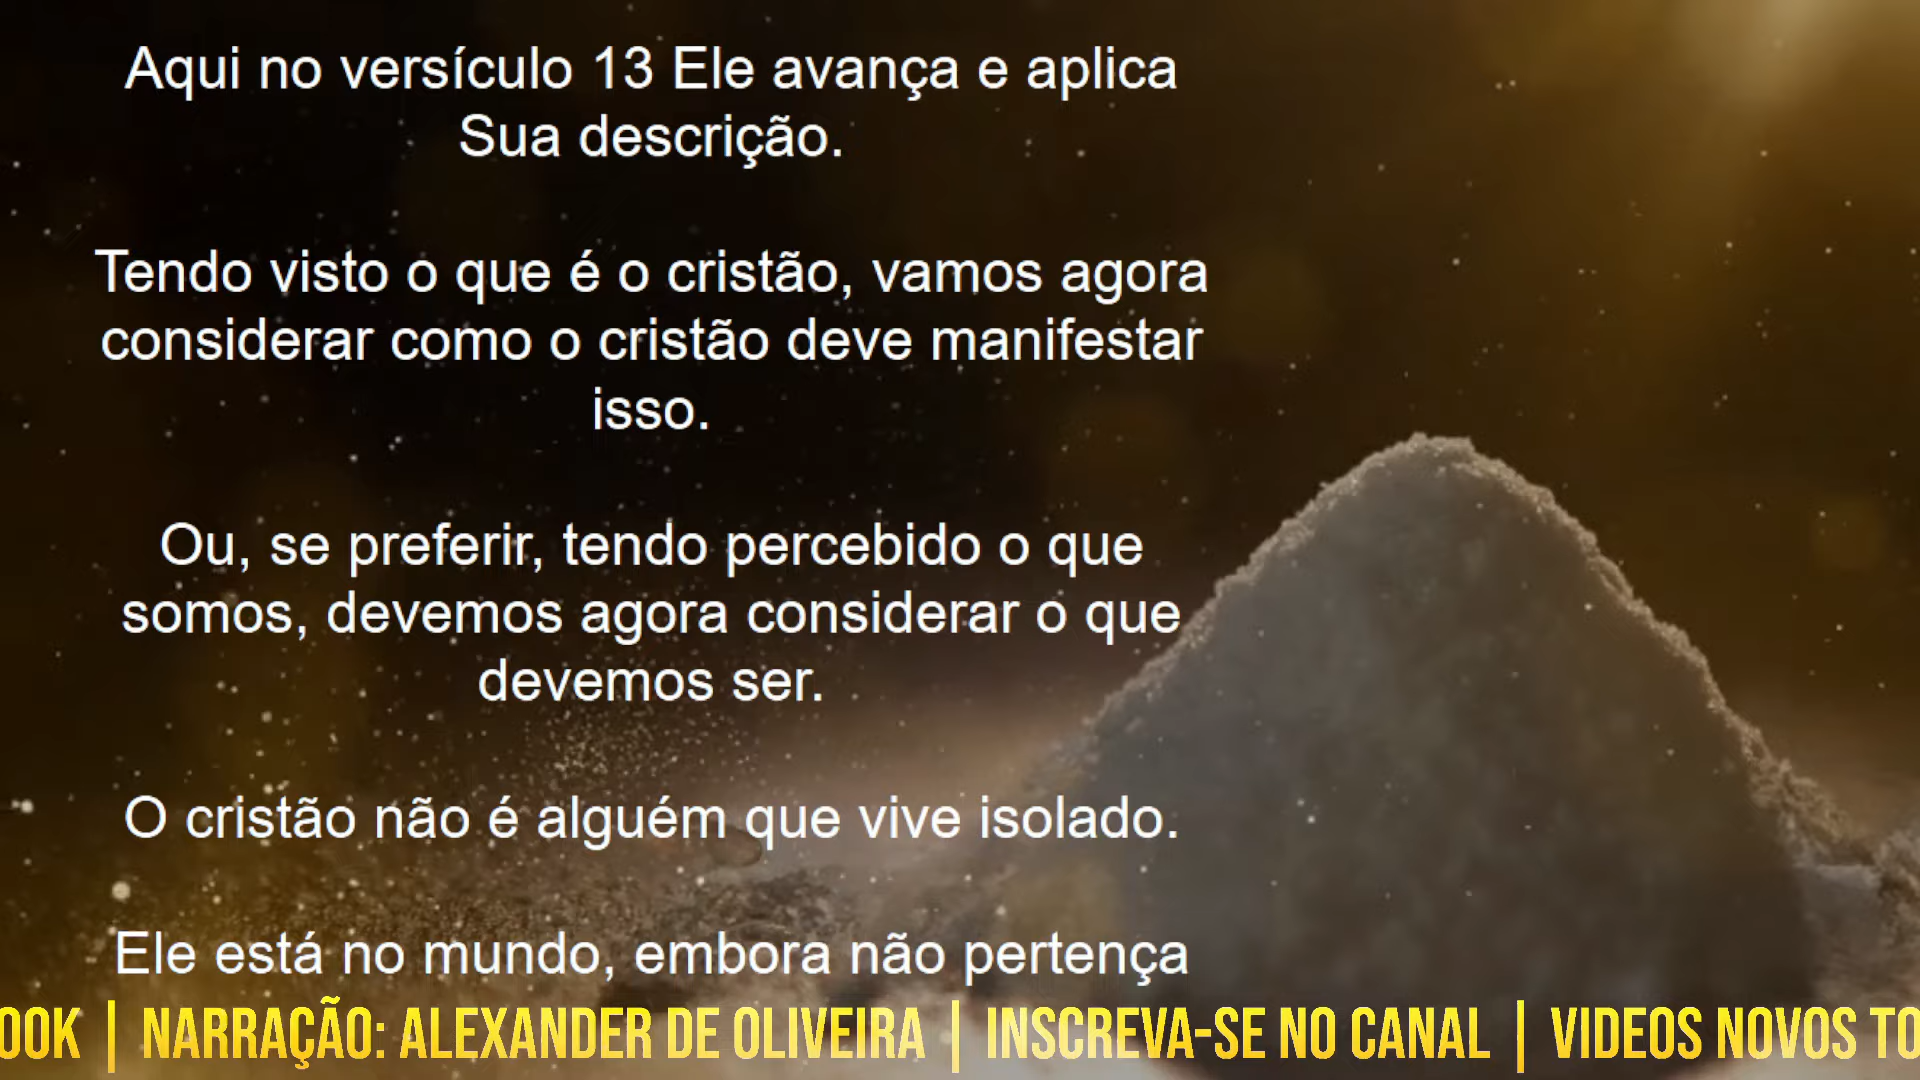 Aqui no versículo 13 Ele avança e aplica
Sua descrição.
Tendo visto o que é o cristão, vamos agora
considerar como o cristão deve manifestar
isso.
Ou, se preferir, tendo percebido o que
somos, devemos agora considerar o que
devemos ser.
O cristão não é alguém que vive isolado.
Ele está no mundo, embora não pertença
OOK | NARRAÇÃO: ALEXANDER DE OLIVEIRA | INSCREVA-SE NO CANAL | VIDEOS NOVOS TO